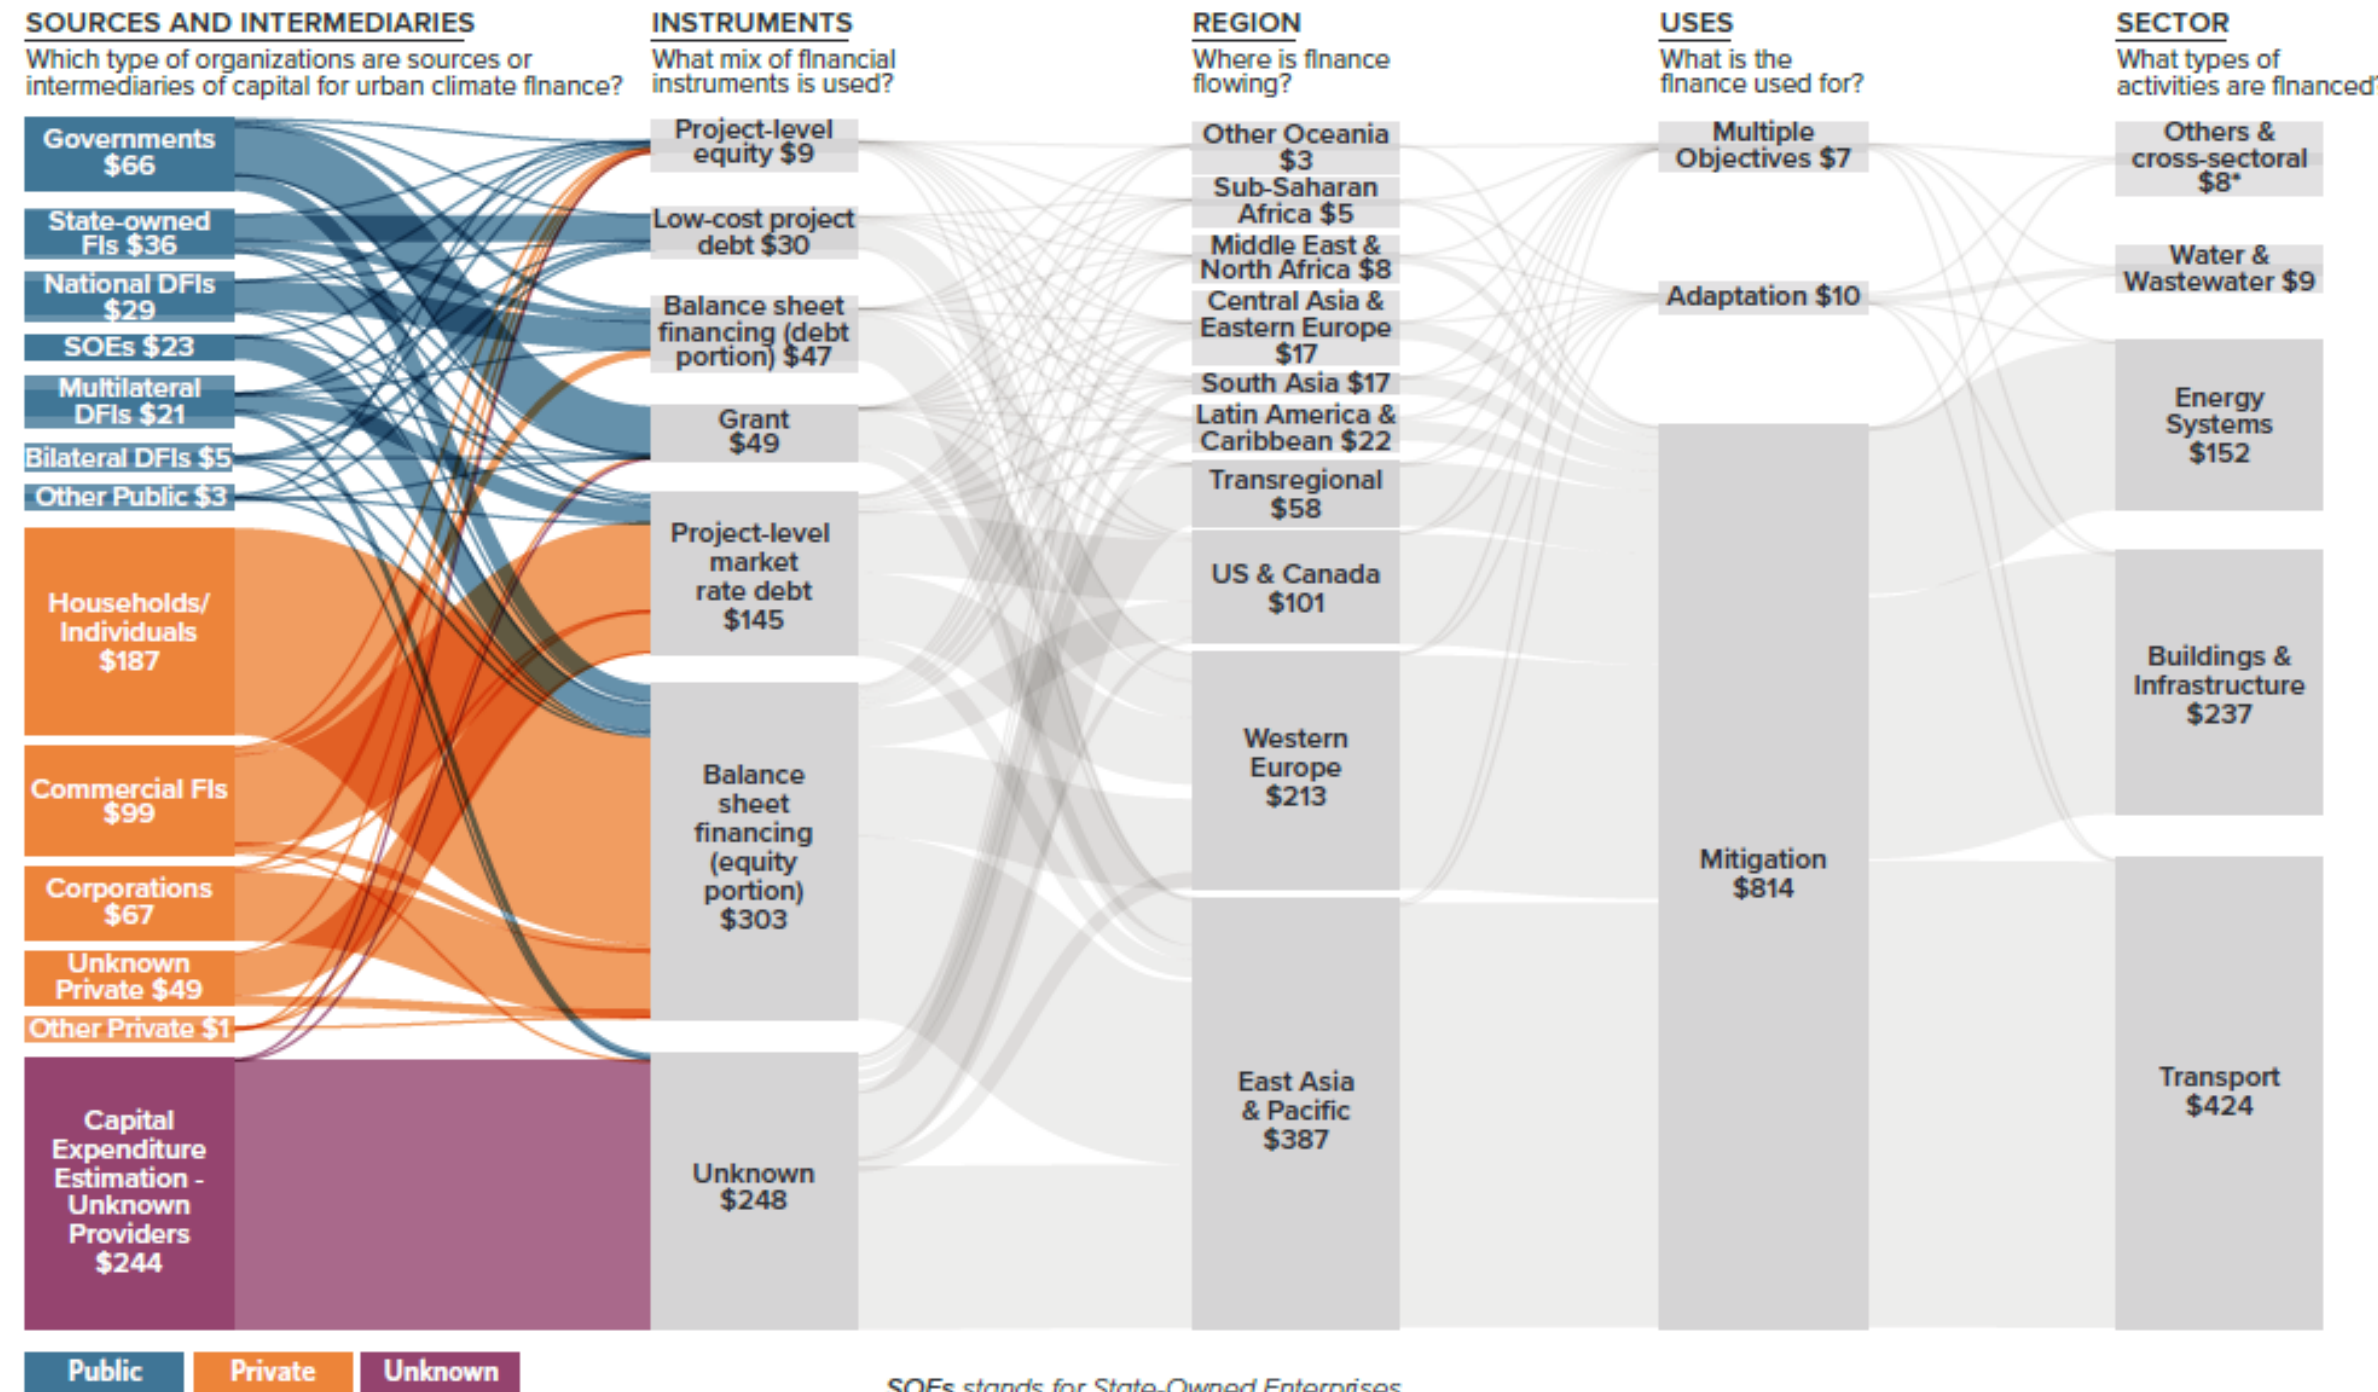 SOURCES AND INTERMEDIARIES
Which type of organizations are sources or
intermediaries of capital for urban climate finance?
Governments
$66
State-owned
FIs $36
National DFIs
$29
SOEs $23
Multilateral
DFIs $21
Bilateral DFIs $5
Other Public $3
Households/
Individuals
$187
Commercial FIs
$99
Corporations
$67
Unknown
Private $49
Other Private $1
Capital
Expenditure
Estimation -
Unknown
Providers
$244
INSTRUMENTS
What mix of financial
instruments is used?
Project-level
equity $9
Low-cost project
debt $30
Balance sheet
financing (debt
portion) $47
Grant
$49
Project-level
market
rate debt
$145
Balance
sheet
financing
(equity
portion)
$303
Unknown
$248
REGION
Where is finance
flowing?
Other Oceania
$3
Sub-Saharan
Africa $5
Middle East &
North Africa $8
Central Asia &
Eastern Europe
$17
South Asia $17
Latin America &
Caribbean $22
Transregional
$58
US & Canada
$101
Western
Europe
$213
East Asia
& Pacific
$387
USES
What is the
finance used for?
Multiple
Objectives $7
Adaptation $10
Mitigation
$814
SECTOR
What types of
activities are financed?
Others &
cross-sectoral
$8*
Water &
Wastewater $9
Energy
Systems
$152
Buildings &
Infrastructure
$237
Transport
$424
Public
Private
Unknown
SOEs stands for State-Owned Enterprises